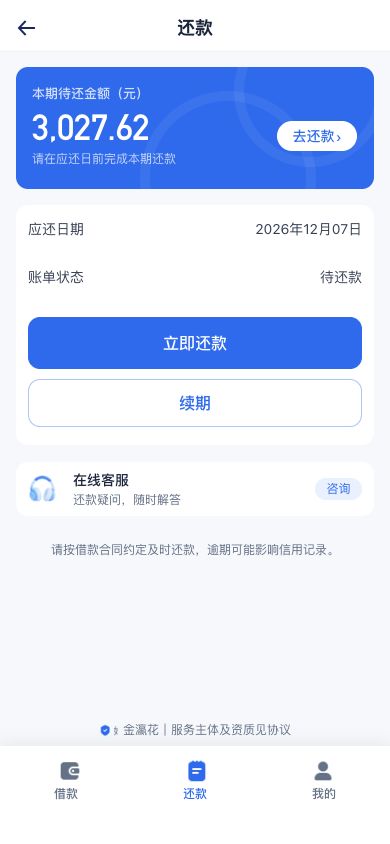 还款
本期待还金额（元）
3,027.62
去还款›
请在应还日前完成本期还款
应还日期 2026年12月07日
账单状态 待还款
立即还款
续期
在线客服
还款疑问，随时解答
咨询
请按借款合同约定及时还款，逾期可能影响信用记录。
金瀛花｜服务主体及资质见协议
借款 还款 我的